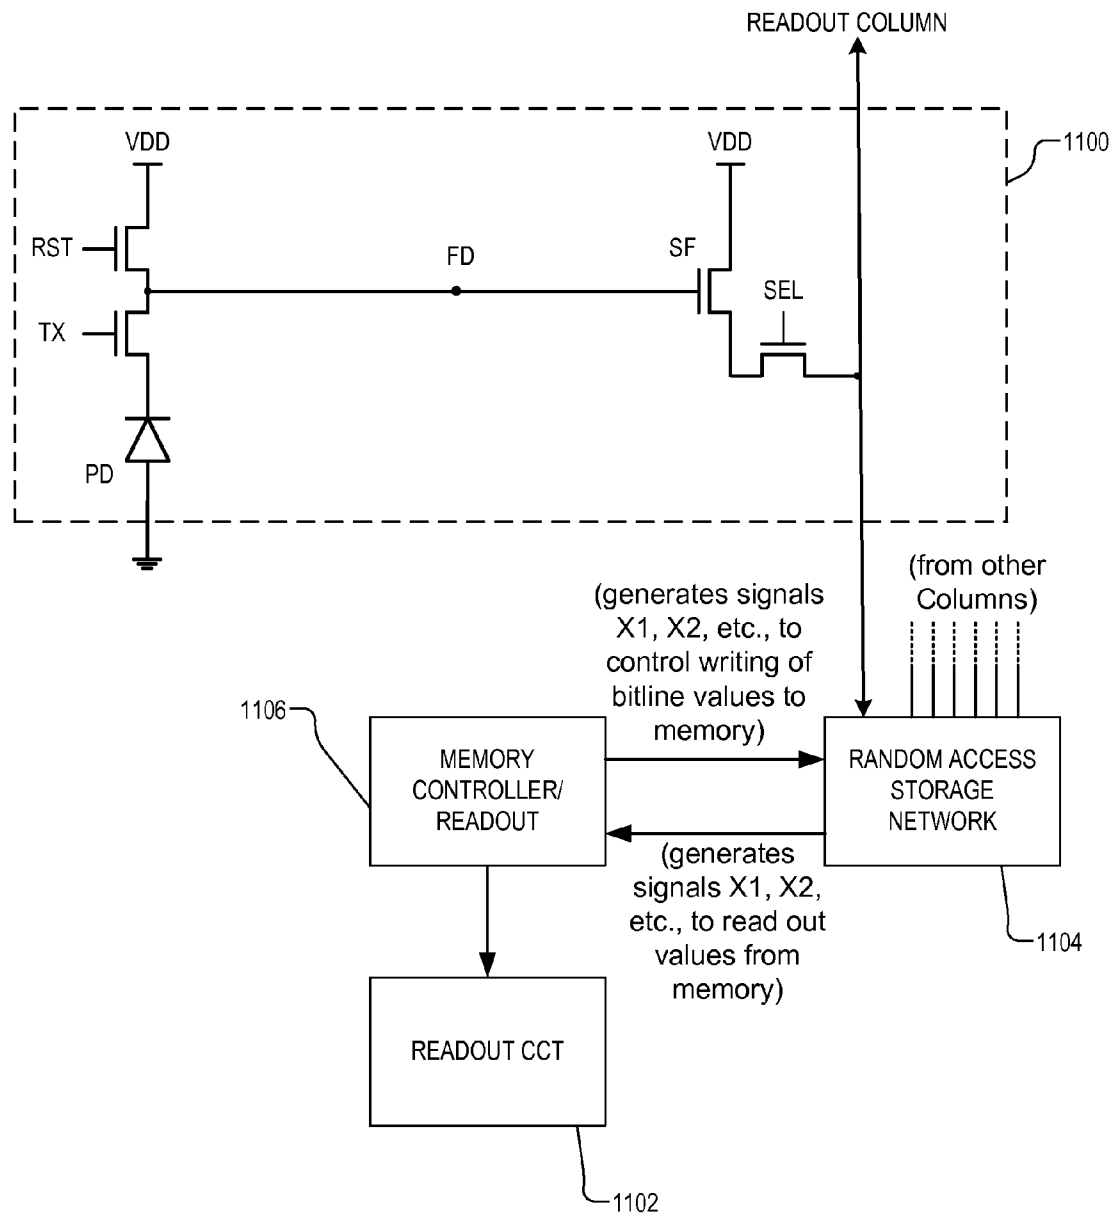 READOUT COLUMN
1100
VDD
VDD
RST
FD
SF
TX
SEL
PD
(from other
Columns)
(generates signals
X1, X2, etc., to
control writing of
bitline values to
memory)
1106
MEMORY
CONTROLLER/
READOUT
RANDOM ACCESS
STORAGE
NETWORK
(generates
signals X1, X2,
etc., to read out
values from
memory)
1104
READOUT CCT
1102